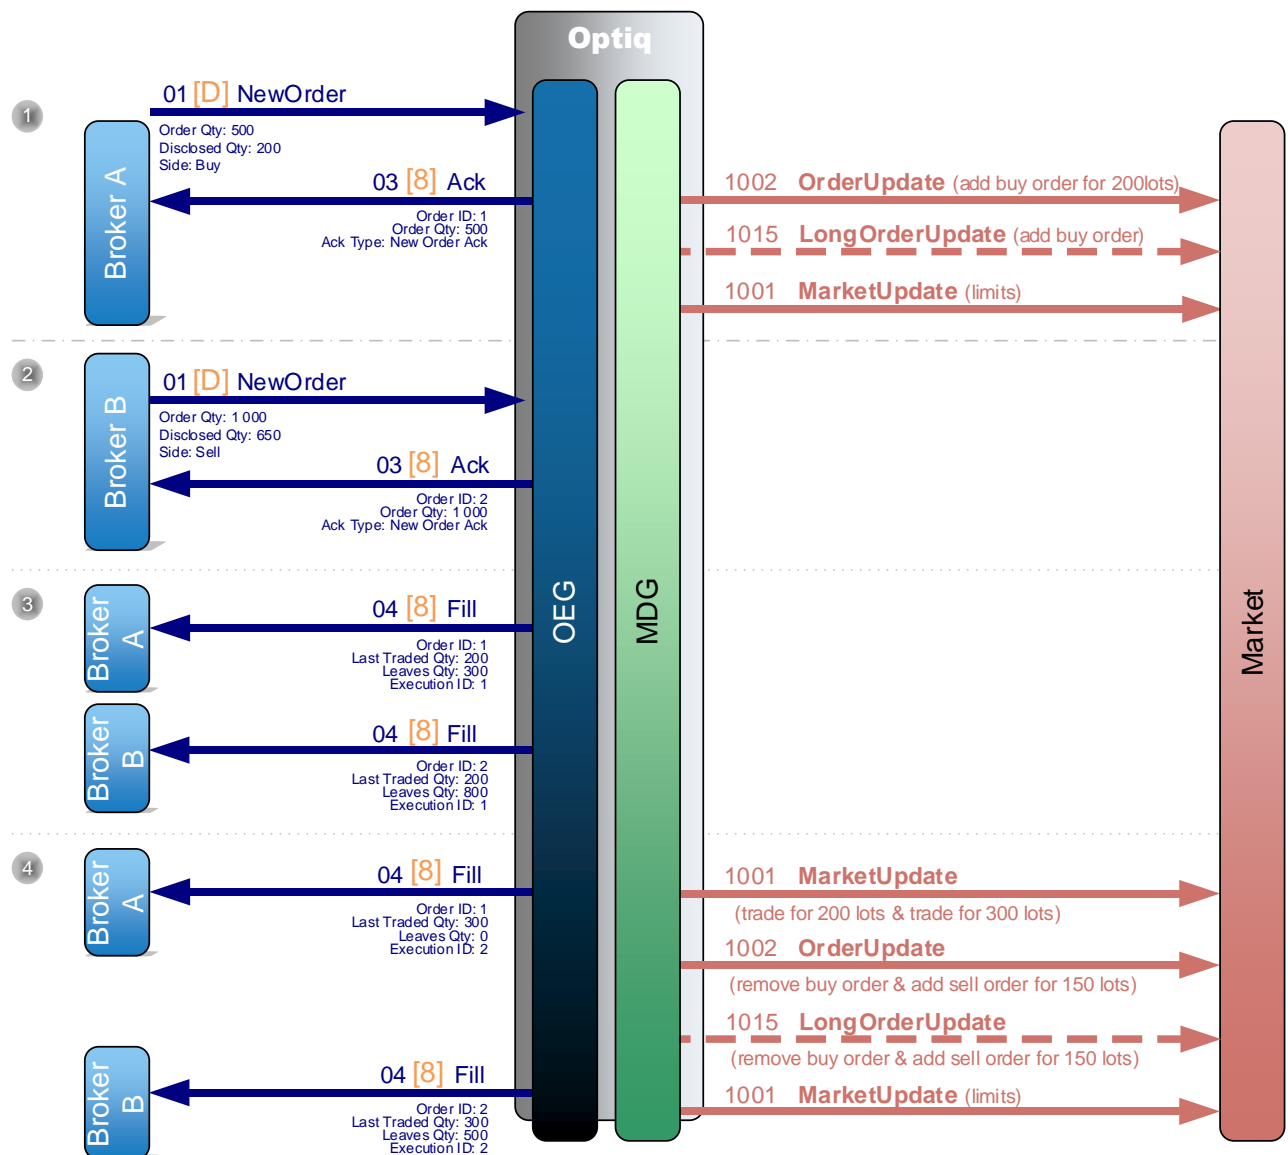 Optiq
1
01 [D] NewOrder
Order Qty: 500
Disclosed Qty: 200
Side: Buy
Broker A
03 [8] Ack
Order ID: 1
Order Qty: 500
Ack Type: New Order Ack
1002 OrderUpdate (add buy order for 200lots)
1015 LongOrderUpdate (add buy order)
1001 MarketUpdate (limits)
2
01 [D] NewOrder
Order Qty: 1 000
Disclosed Qty: 650
Side: Sell
Broker B
03 [8] Ack
Order ID: 2
Order Qty: 1 000
Ack Type: New Order Ack
OEG
MDG
Market
3
Broker
A
04 [8] Fill
Order ID: 1
Last Traded Qty: 200
Leaves Qty: 300
Execution ID: 1
Broker
B
04 [8] Fill
Order ID: 2
Last Traded Qty: 200
Leaves Qty: 800
Execution ID: 1
4
Broker
A
04 [8] Fill
Order ID: 1
Last Traded Qty: 300
Leaves Qty: 0
Execution ID: 2
1001 MarketUpdate
(trade for 200 lots & trade for 300 lots)
1002 OrderUpdate
(remove buy order & add sell order for 150 lots)
1015 LongOrderUpdate
(remove buy order & add sell order for 150 lots)
Broker
B
04 [8] Fill
Order ID: 2
Last Traded Qty: 300
Leaves Qty: 500
Execution ID: 2
1001 MarketUpdate (limits)